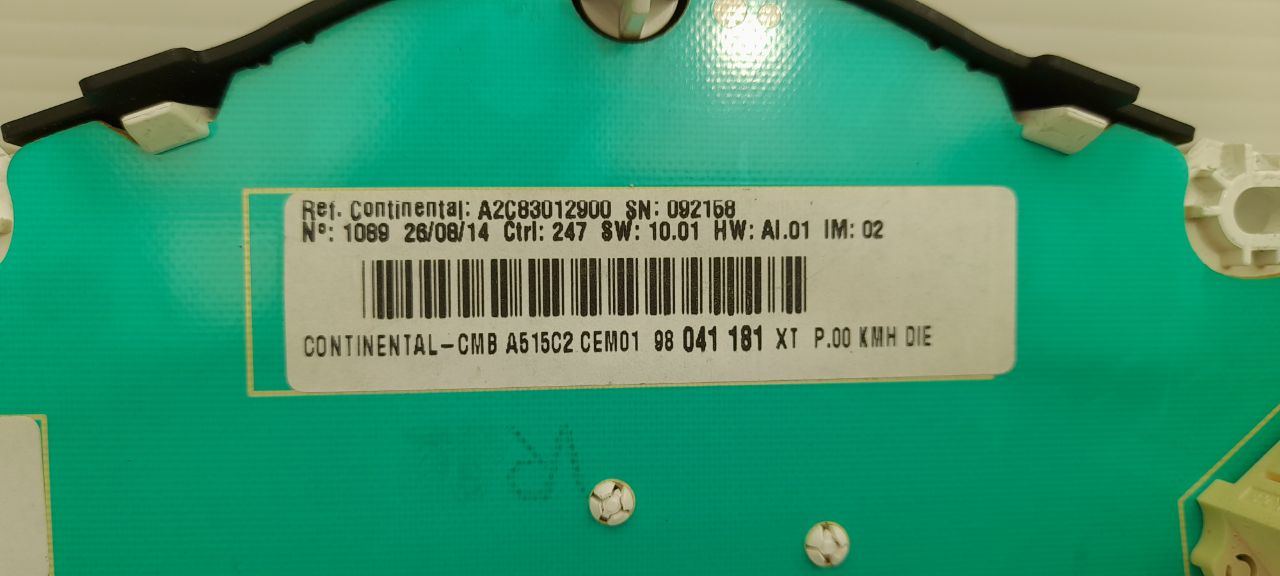 Ref. Continental: A2C83012900 SN: 092158
Nº: 1089 26/08/14 Ctrl: 247 SW: 10.01 HW: AI.01 IM: 02
CONTINENTAL-CMB A515C2 CEM01 98 041 181 XT P.00 KMH DIE